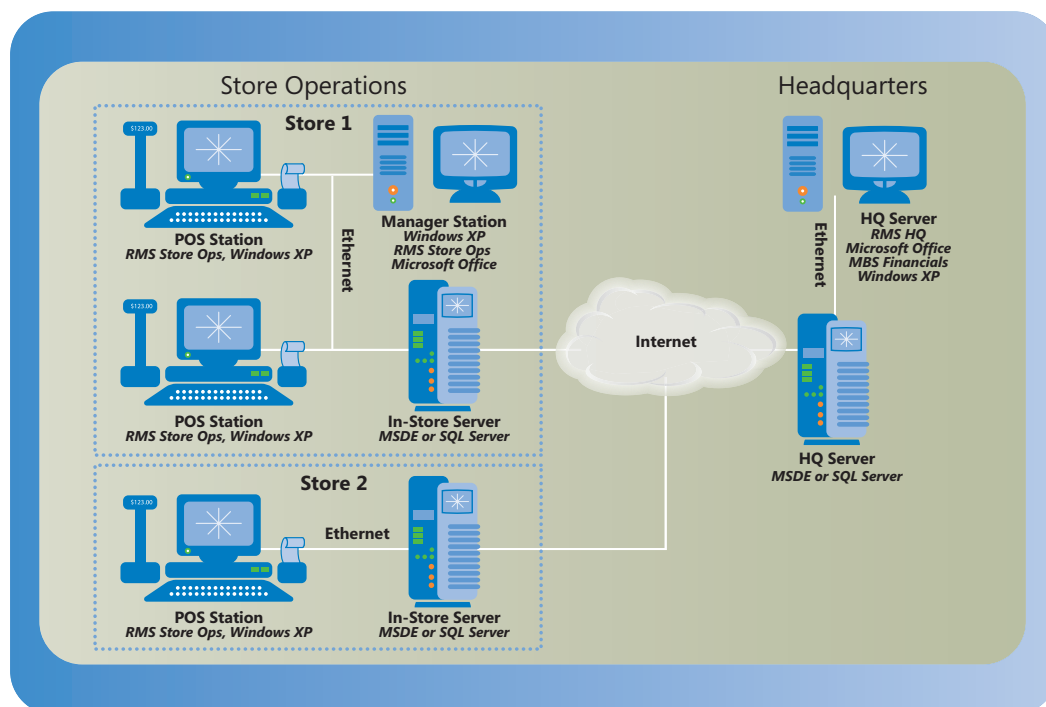 Store Operations
Headquarters
Store 1
$123.00
POS Station
RMS Store Ops, Windows XP
Manager Station
Windows XP
RMS Store Ops
Microsoft Office
Ethernet
$123.00
POS Station
RMS Store Ops, Windows XP
In-Store Server
MSDE or SQL Server
Internet
HQ Server
RMS HQ
Microsoft Office
MBS Financials
Windows XP
Ethernet
HQ Server
MSDE or SQL Server
Store 2
$123.00
Ethernet
POS Station
RMS Store Ops, Windows XP
In-Store Server
MSDE or SQL Server